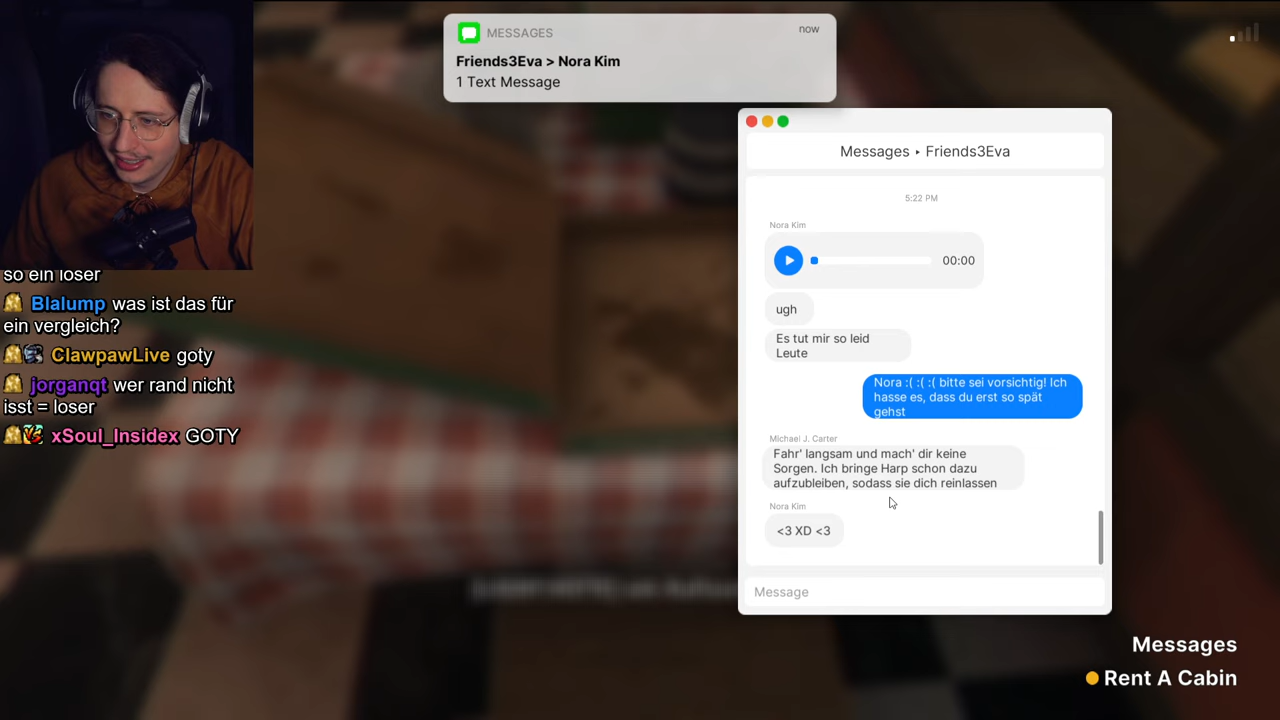 MESSAGES
now
Friends3Eva > Nora Kim
1 Text Message
Messages ▸ Friends3Eva
5:22 PM
Nora Kim
00:00
ugh
Es tut mir so leid
Leute
Nora :( :( :( bitte sei vorsichtig! Ich
hasse es, dass du erst so spät
gehst
Michael J. Carter
Fahr' langsam und mach' dir keine
Sorgen. Ich bringe Harp schon dazu
aufzubleiben, sodass sie dich reinlassen
Nora Kim
<3 XD <3
Message
Messages
Rent A Cabin
so ein loser
Blalump was ist das für
ein vergleich?
ClawpawLive goty
jorganqt wer rand nicht
isst = loser
xSoul_Insidex GOTY